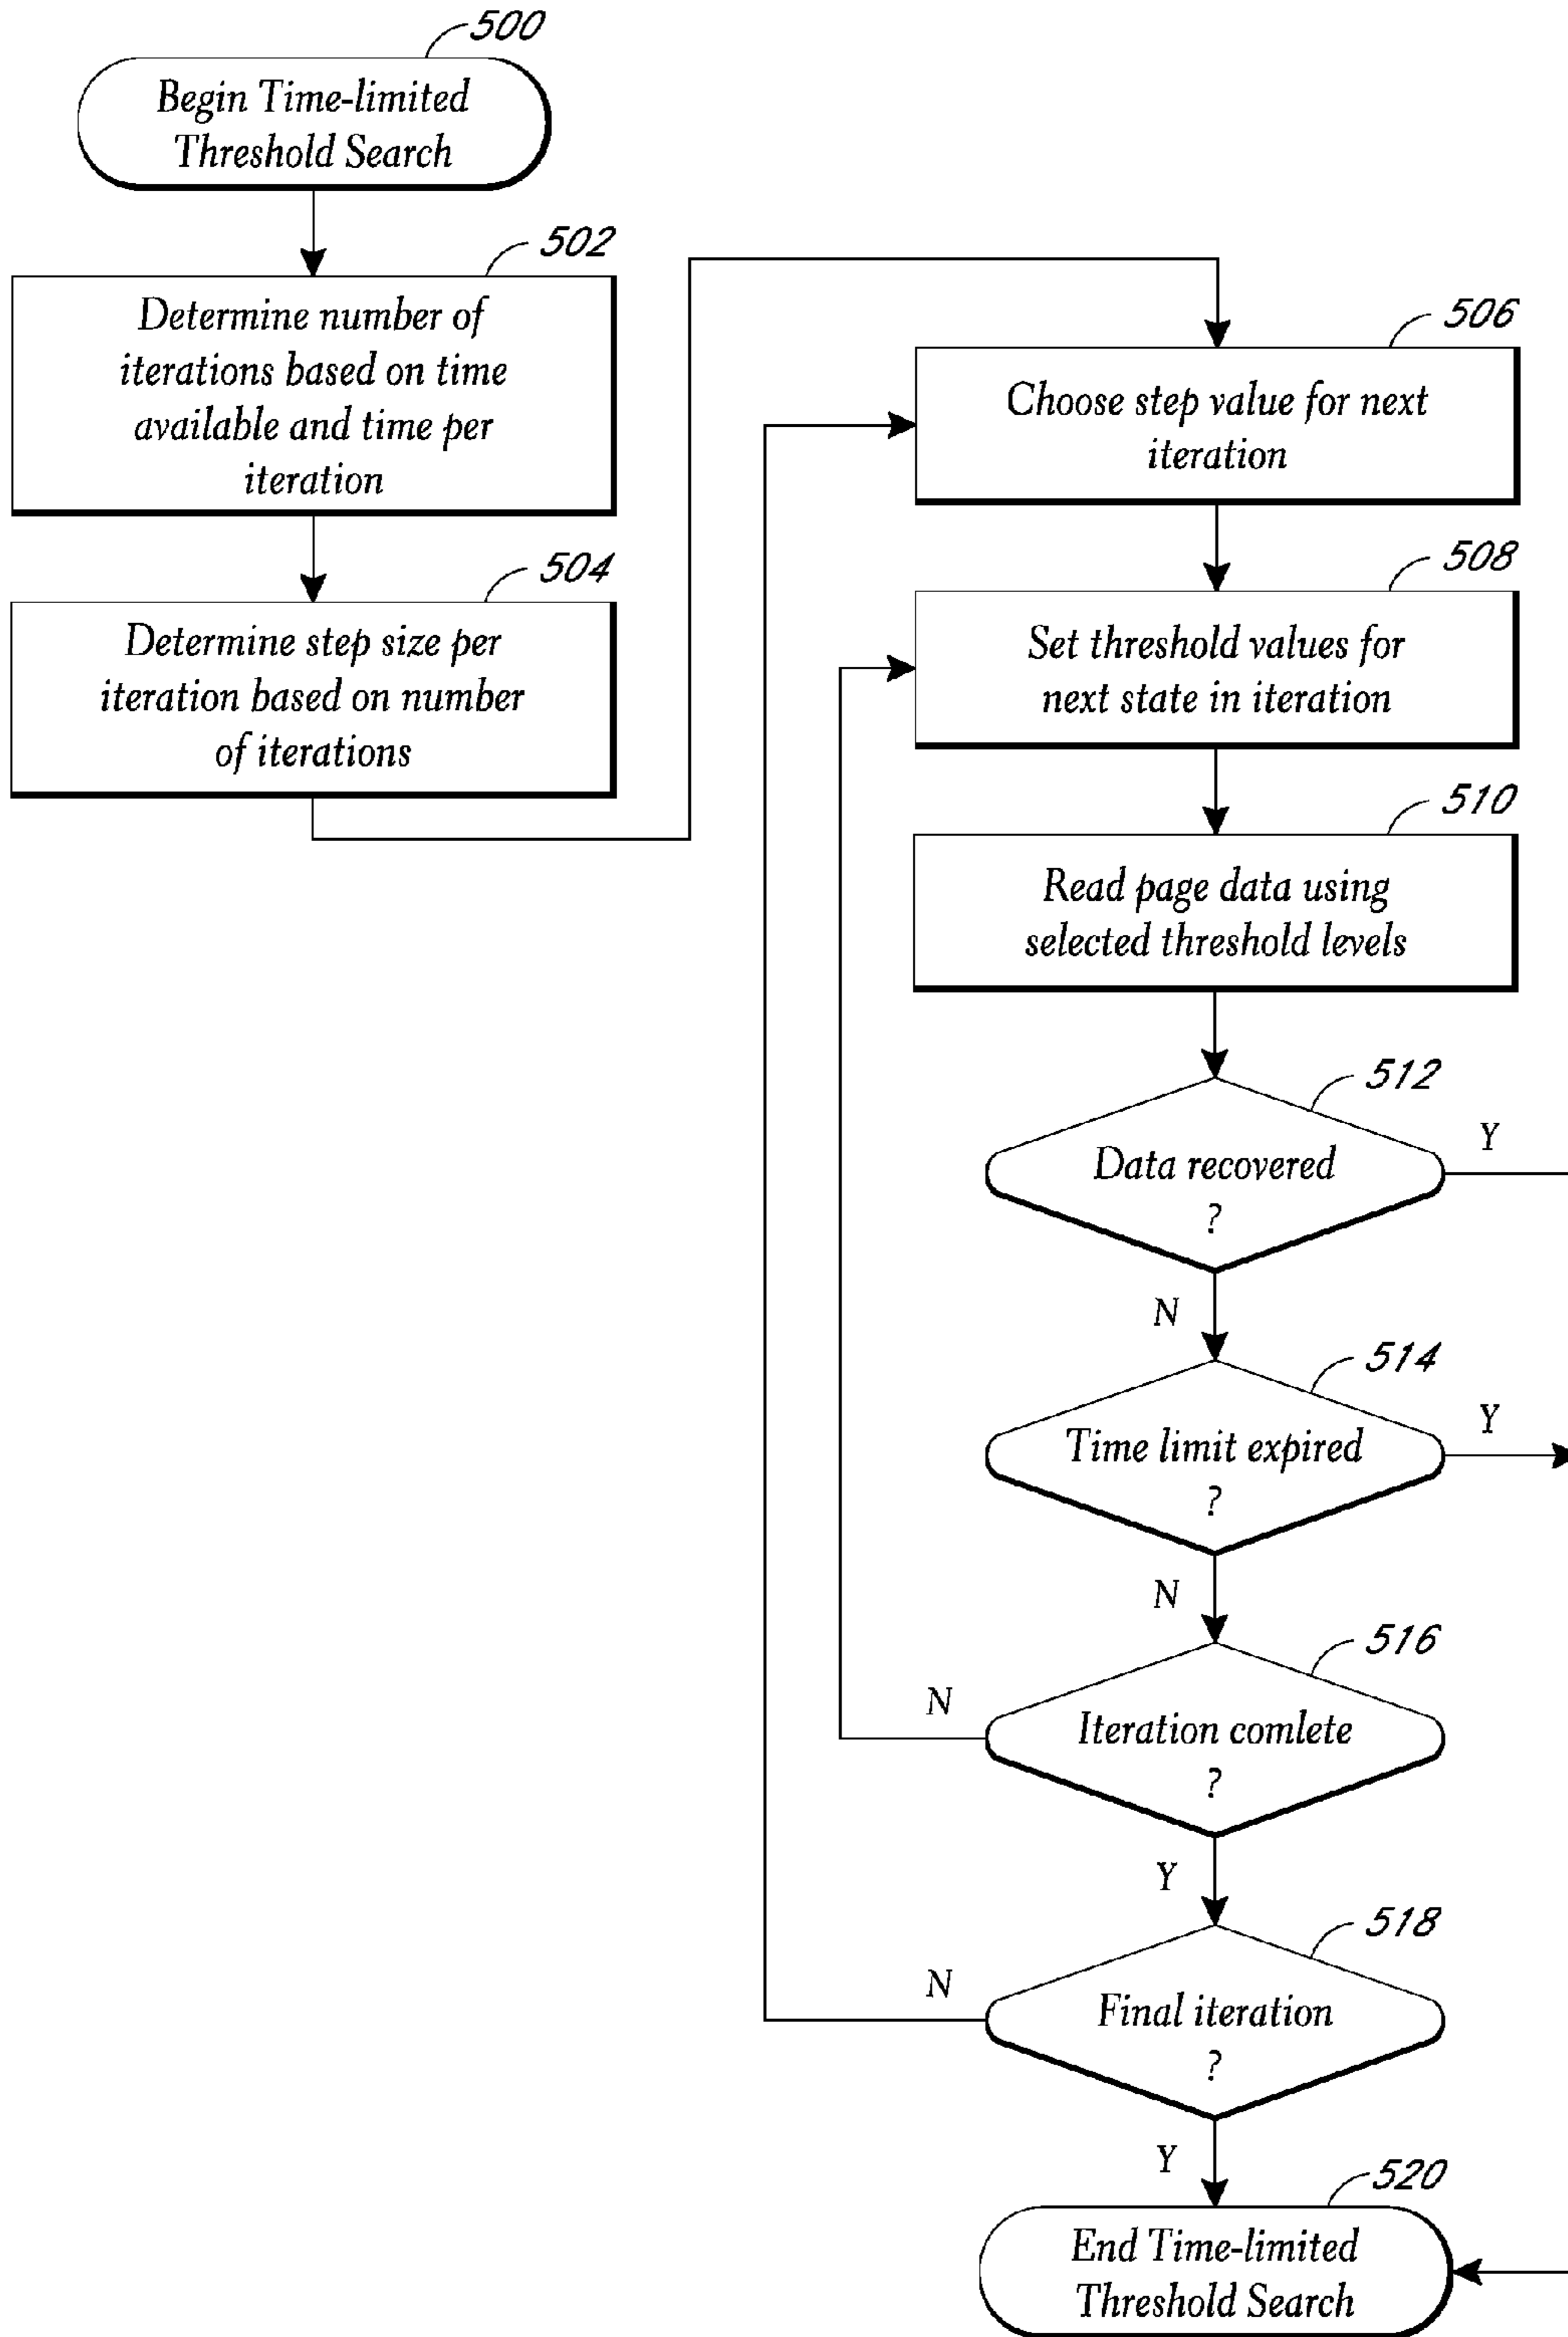 500
Begin Time-limited
Threshold Search
502
Determine number of
iterations based on time
available and time per
iteration
504
Determine step size per
iteration based on number
of iterations
506
Choose step value for next
iteration
508
Set threshold values for
next state in iteration
510
Read page data using
selected threshold levels
512
Data recovered
?
Y
N
514
Time limit expired
?
Y
N
516
Iteration comlete
?
N
Y
518
Final iteration
?
N
Y
520
End Time-limited
Threshold Search